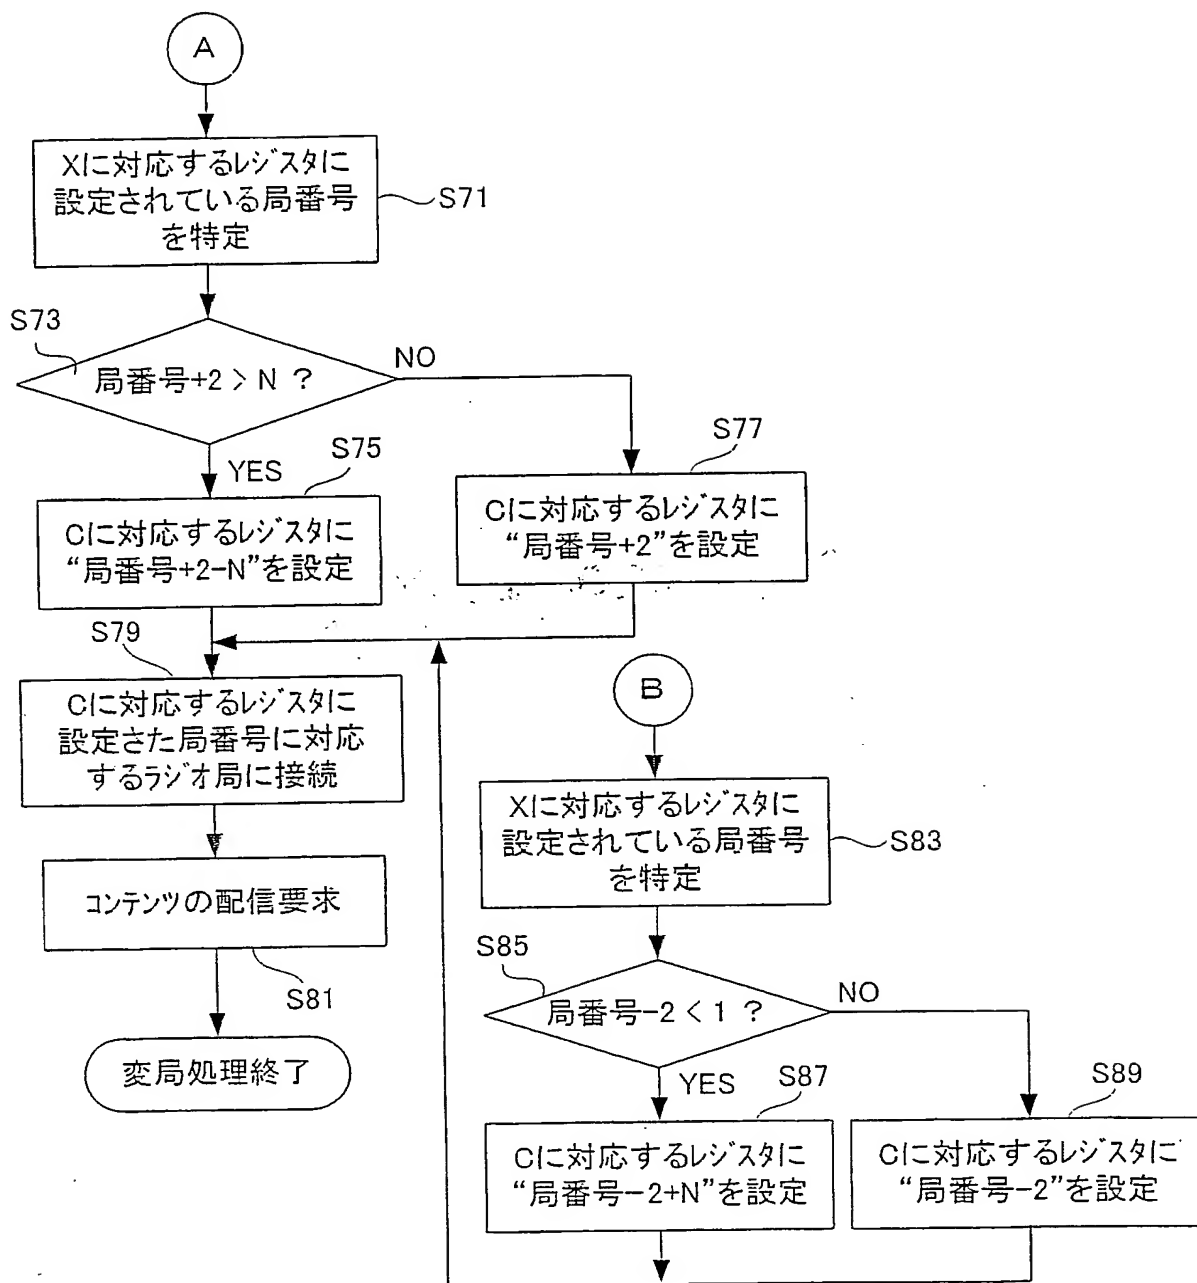 A
Xに対応するレジスタに
設定されている局番号
を特定
S71
S73
局番号+2 > N ?
NO
YES
S75
Cに対応するレジスタに
“局番号+2-N”を設定
S77
Cに対応するレジスタに
“局番号+2”を設定
S79
Cに対応するレジスタに
設定さた局番号に対応
するラジオ局に接続
コンテンツの配信要求
S81
変局処理終了
B
Xに対応するレジスタに
設定されている局番号
を特定
S83
S85
局番号-2 < 1 ?
NO
YES
S87
Cに対応するレジスタに
“局番号-2+N”を設定
S89
Cに対応するレジスタに
“局番号-2”を設定